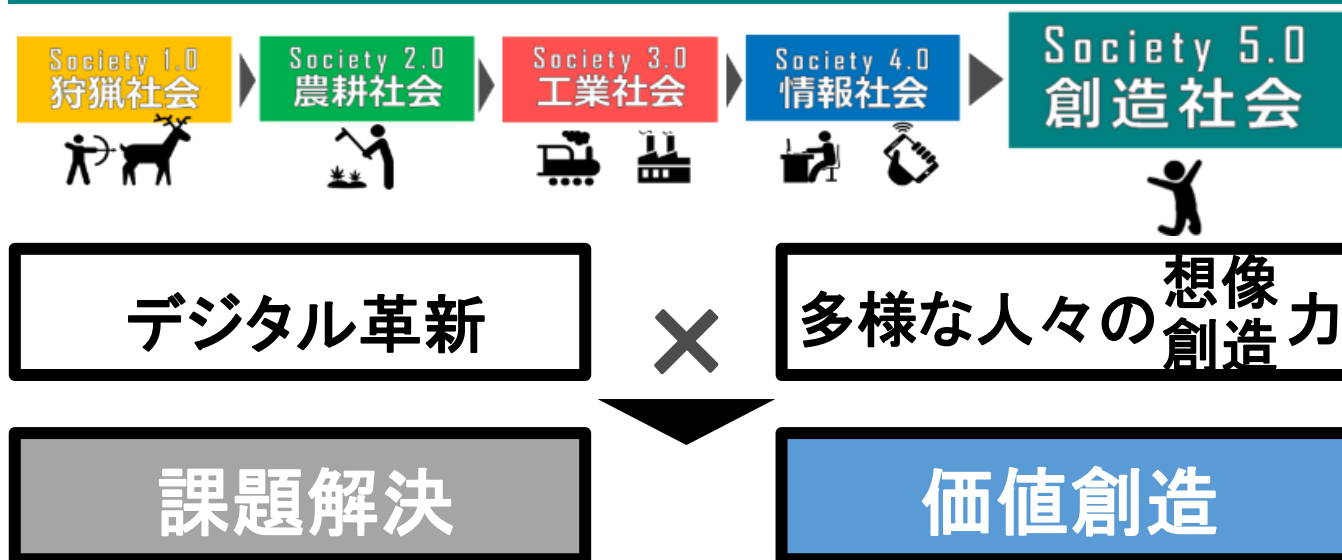 Society 1.0
狩猟社会
Society 2.0
農耕社会
Society 3.0
工業社会
Society 4.0
情報社会
Society 5.0
創造社会
デジタル革新
×
多様な人々の想像力
創造
課題解決
価値創造